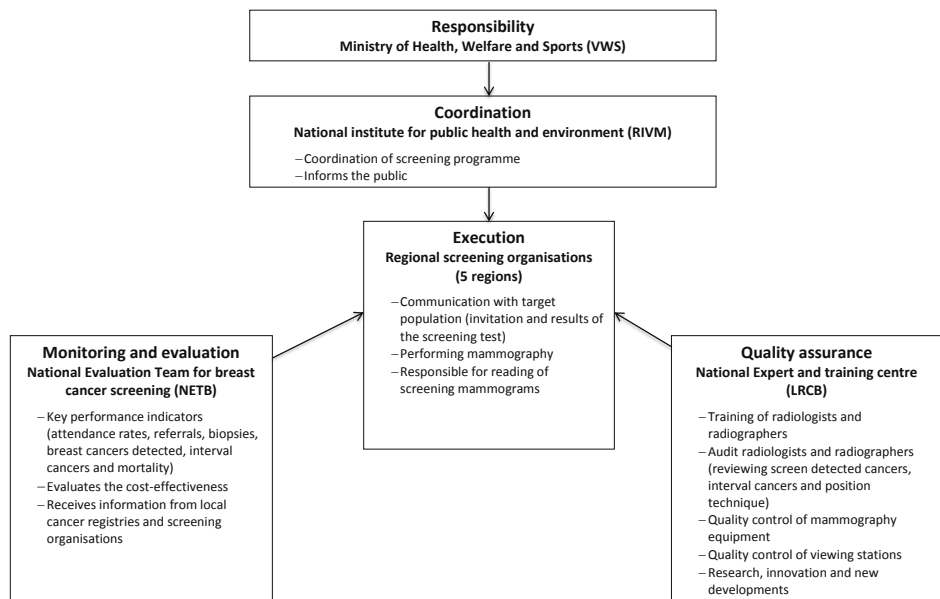 Responsibility
Ministry of Health, Welfare and Sports (VWS)
Coordination
National institute for public health and environment (RIVM)
–Coordination of screening programme
–Informs the public
Execution
Regional screening organisations
(5 regions)
–Communication with target
population (invitation and results of
the screening test)
–Performing mammography
–Responsible for reading of
screening mammograms
Monitoring and evaluation
National Evaluation Team for breast
cancer screening (NETB)
–Key performance indicators
(attendance rates, referrals, biopsies,
breast cancers detected, interval
cancers and mortality)
–Evaluates the cost-effectiveness
–Receives information from local
cancer registries and screening
organisations
Quality assurance
National Expert and training centre
(LRCB)
–Training of radiologists and
radiographers
–Audit radiologists and radiographers
(reviewing screen detected cancers,
interval cancers and position
technique)
–Quality control of mammography
equipment
–Quality control of viewing stations
–Research, innovation and new
developments